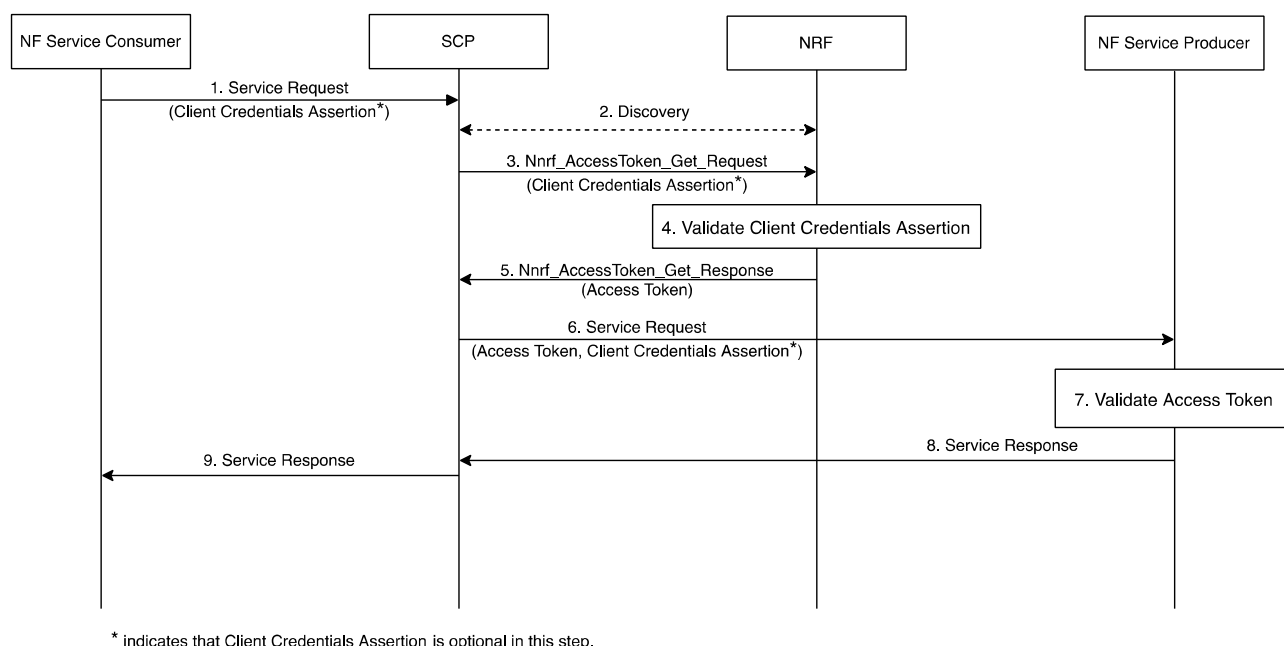 NF Service Consumer
SCP
NRF
NF Service Producer
1. Service Request
(Client Credentials Assertion*)
2. Discovery
3. Nnrf_AccessToken_Get_Request
(Client Credentials Assertion*)
4. Validate Client Credentials Assertion
5. Nnrf_AccessToken_Get_Response
(Access Token)
6. Service Request
(Access Token, Client Credentials Assertion*)
7. Validate Access Token
8. Service Response
9. Service Response
* indicates that Client Credentials Assertion is optional in this step.